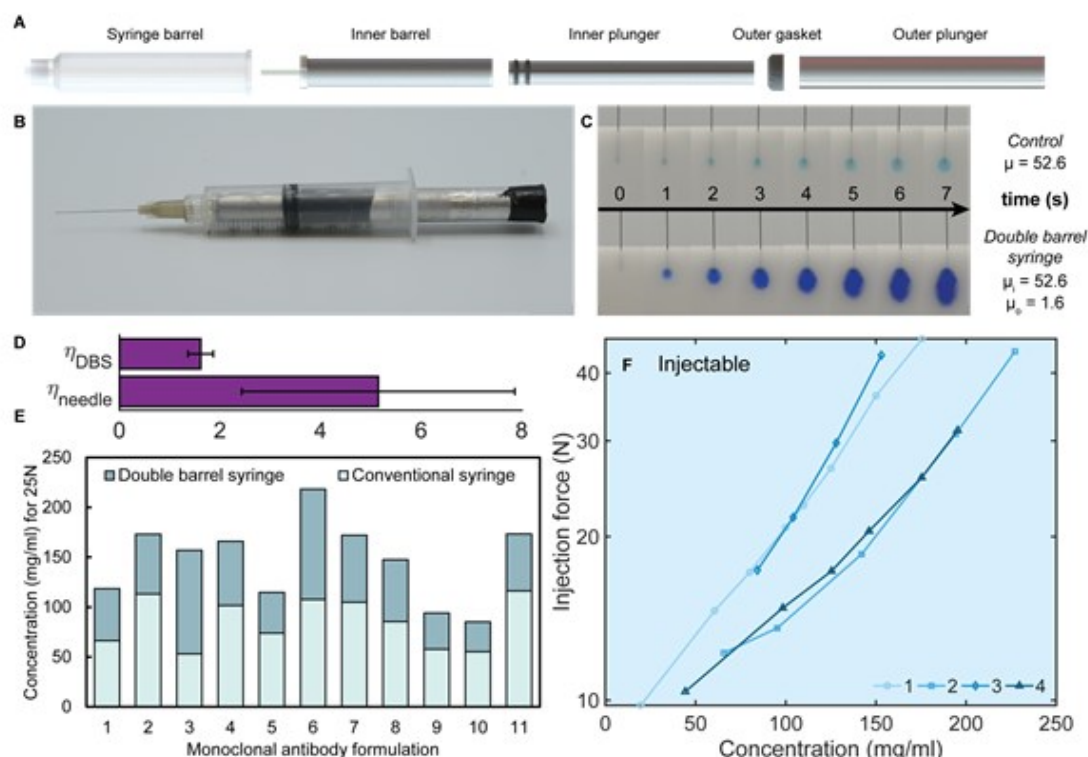 A
Syringe barrel Inner barrel Inner plunger Outer gasket Outer plunger
B
C
Control
μ = 52.6
0 1 2 3 4 5 6 7 time (s)
Double barrel
syringe
μi = 52.6
μo = 1.6
D
ηDBS
ηneedle
0 2 4 6 8
E
Concentration (mg/ml) for 25N
250
200
150
100
50
0
Double barrel syringe Conventional syringe
1 2 3 4 5 6 7 8 9 10 11
Monoclonal antibody formulation
F Injectable
Injection force (N)
40
30
20
10
1 2 3 4
0 50 100 150 200 250
Concentration (mg/ml)